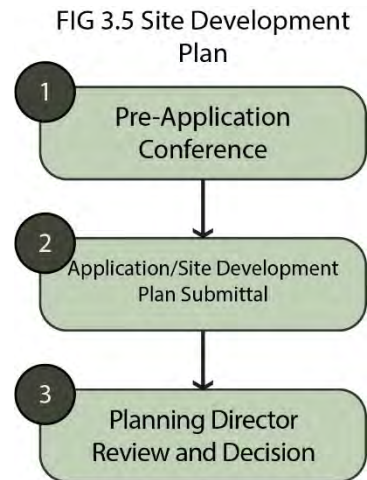 FIG 3.5 Site Development
Plan
1
Pre-Application
Conference
2
Application/Site Development
Plan Submittal
3
Planning Director
Review and Decision